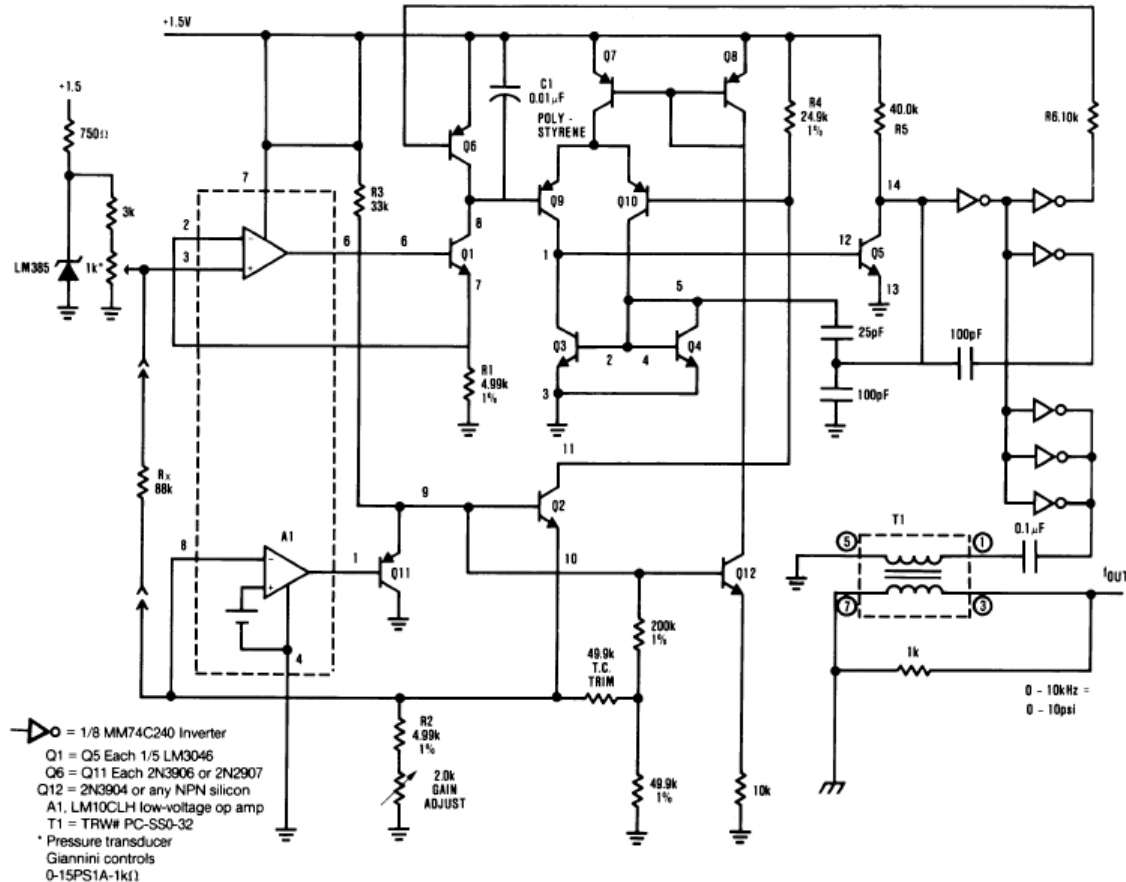 +1.5V
Q7
Q8
+1.5
C1
0.01μF
POLY -
STYRENE
R4
24.9k
1%
40.0k
R5
R6.10k
750Ω
Q6
7
R3
33k
14
3k
Q9
Q10
8
2
6
6
1
12
Q1
Q5
LM385
1k*
3
7
5
13
25pF
Q3
Q4
100pF
2
4
R1
4.99k
1%
3
100pF
11
Rx
88k
9
Q2
T1
0.1μF
8
A1
10
5
1
1
Q11
Q12
fOUT
7
3
4
200k
1%
49.9k
T.C.
TRIM
1k
0 - 10kHz =
0 - 10psi
R2
4.99k
1%
= 1/8 MM74C240 Inverter
Q1 = Q5 Each 1/5 LM3046
2.0k
GAIN
ADJUST
49.9k
1%
10k
Q6 = Q11 Each 2N3906 or 2N2907
Q12 = 2N3904 or any NPN silicon
A1, LM10CLH low-voltage op amp
T1 = TRW# PC-SS0-32
* Pressure transducer
Giannini controls
0-15PS1A-1kΩ